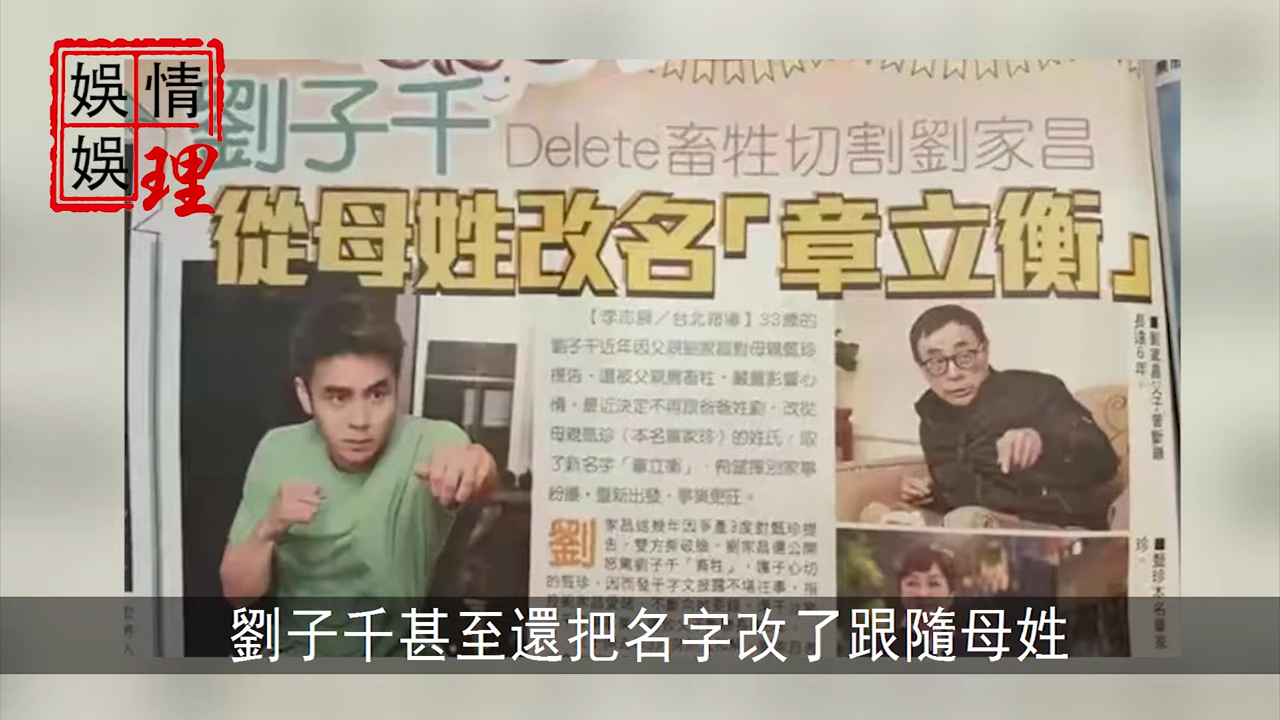 娛情
娛理
劉子千
Delete畜牲切割劉家昌
從母姓改名「章立衡」
【李志展／台北報導】33歲的
劉子千近年因父親劉家昌對母親甄珍
提告，還被父親罵畜牲，嚴重影響心
情，最近決定不再跟爸爸姓劉，改從
母親甄珍（本名章家珍）的姓氏，取
了新名字「章立衡」，希望揮別家事
紛擾，重新出發，事業更旺。
劉家昌這幾年因爭產3度對甄珍提
告，雙方撕破臉。劉家昌還公開
怒罵劉子千「畜牲」，護子心切
的甄珍，因而發千字文披露不堪往事，指
■劉家昌父子曾斷聯
長達6年。
■甄珍本名章家
珍。
劉子千甚至還把名字改了跟隨母姓